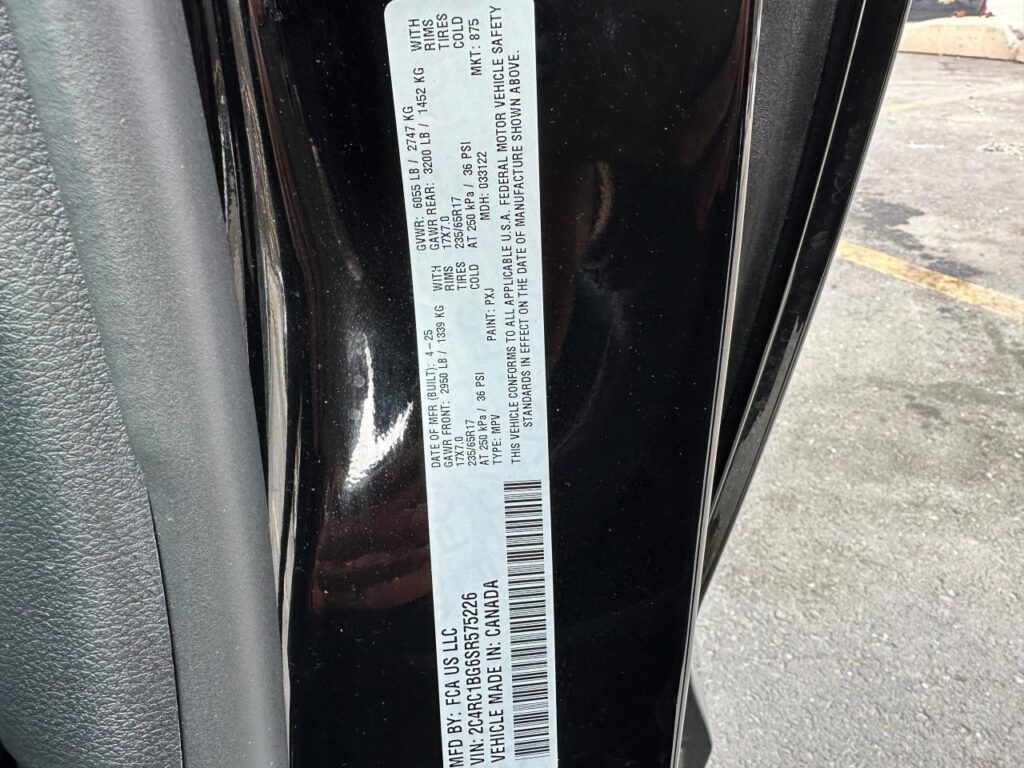 MFD BY: FCA US LLC
VIN: 2C4RC1BG6SR575226
VEHICLE MADE IN: CANADA
DATE OF MFR (BUILT): 4-25
GAWR FRONT: 2950 LB / 1339 KG WITH
17X7.0 RIMS
235/65R17 TIRES
AT 250 kPa / 36 PSI COLD
TYPE: MPV PAINT: PXJ
GVWR: 6055 LB / 2747 KG
GAWR REAR: 3200 LB / 1452 KG WITH
17X7.0 RIMS
235/65R17 TIRES
AT 250 kPa / 36 PSI COLD
MDH: 033122 MKT: 875
THIS VEHICLE CONFORMS TO ALL APPLICABLE U.S.A. FEDERAL MOTOR VEHICLE SAFETY
STANDARDS IN EFFECT ON THE DATE OF MANUFACTURE SHOWN ABOVE.